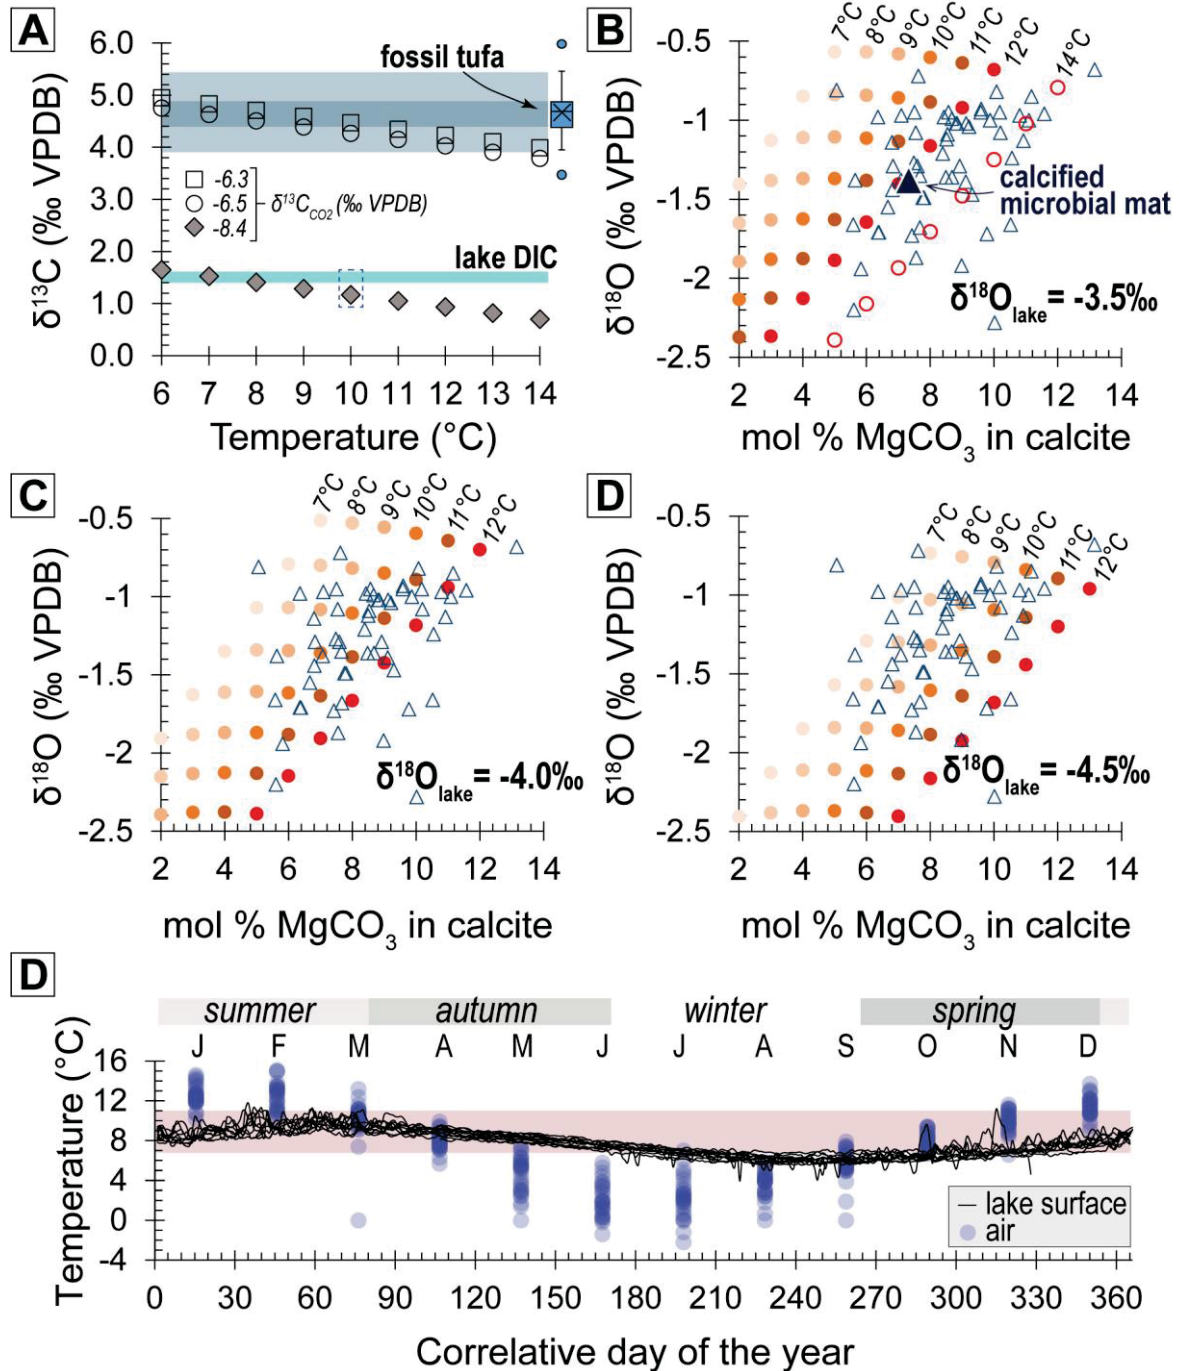 A
6.0
5.0
4.0
3.0
2.0
1.0
0.0
δ13C (‰ VPDB)
fossil tufa
-6.3
-6.5
-8.4
δ13CCO2 (‰ VPDB)
lake DIC
6 7 8 9 10 11 12 13 14
Temperature (°C)
B
7°C 8°C 9°C 10°C 11°C 12°C 14°C
-0.5
-1
-1.5
-2
-2.5
δ18O (‰ VPDB)
calcified
microbial mat
δ18Olake = -3.5‰
2 4 6 8 10 12 14
mol % MgCO3 in calcite
C
7°C 8°C 9°C 10°C 11°C 12°C
-0.5
-1
-1.5
-2
-2.5
δ18O (‰ VPDB)
δ18Olake = -4.0‰
2 4 6 8 10 12 14
mol % MgCO3 in calcite
D
7°C 8°C 9°C 10°C 11°C 12°C
-0.5
-1
-1.5
-2
-2.5
δ18O (‰ VPDB)
δ18Olake = -4.5‰
2 4 6 8 10 12 14
mol % MgCO3 in calcite
D
summer autumn winter spring
J F M A M J J A S O N D
16
12
8
4
0
-4
Temperature (°C)
lake surface
air
0 30 60 90 120 150 180 210 240 270 300 330 360
Correlative day of the year